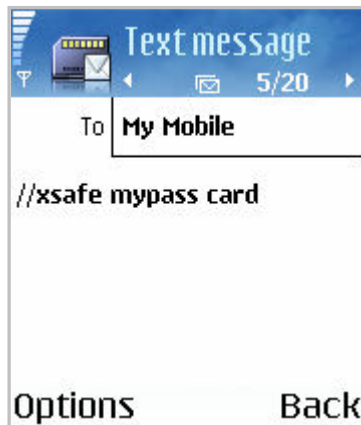 Text message
5/20
To My Mobile
//xsafe mypass card
Options Back